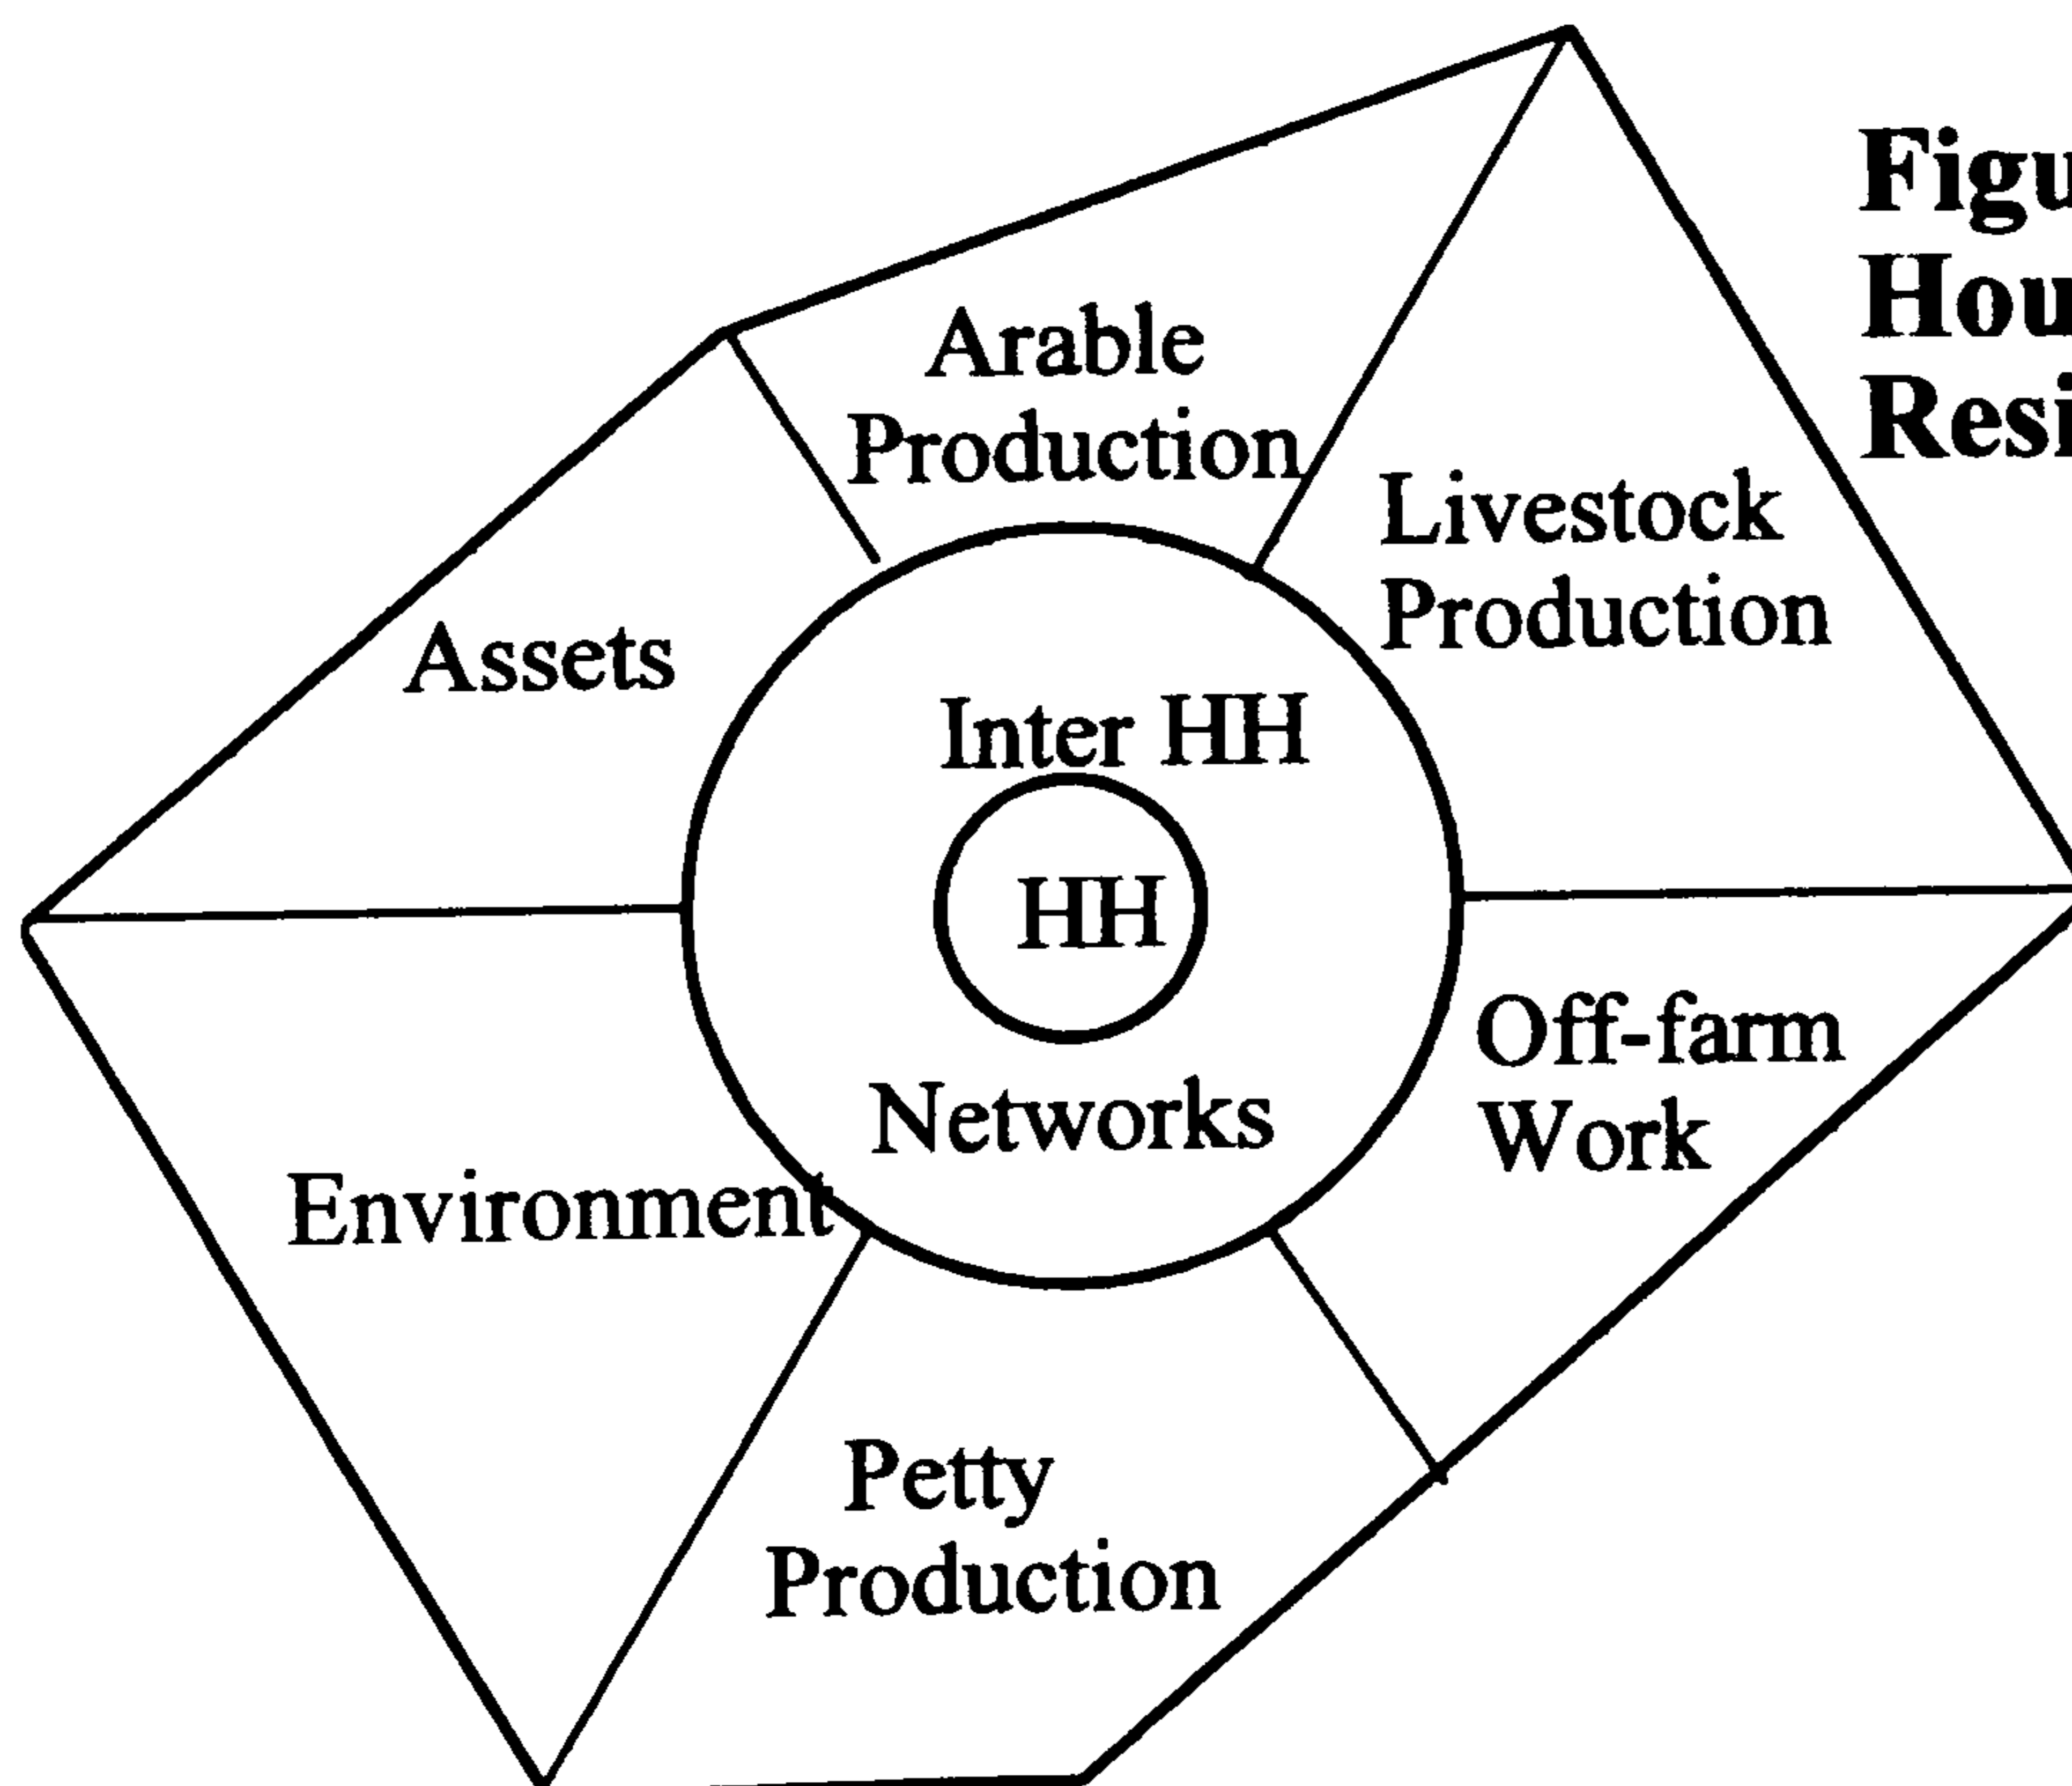 Figu
Hou
Resi
Arable
Production
Livestock
Production
Assets
Inter HH
HH
Networks
Off-farm
Work
Environment
Petty
Production